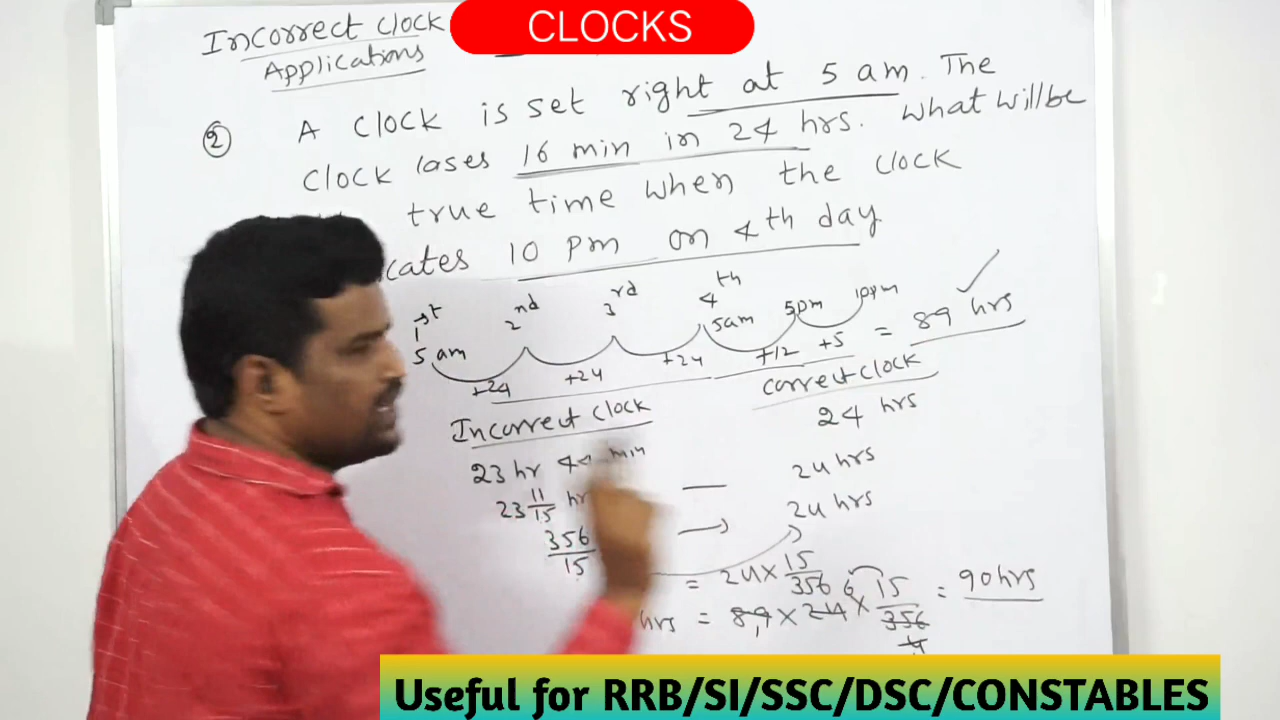 CLOCKS
Incorrect clock
Applications
② A clock is set right at 5 am. The
clock loses 16 min in 24 hrs. what will be
true time when the clock
cates 10 pm on 4th day
1st 2nd 3rd 4th
5 am 5am 5pm 10pm
+24 +24 +24 +12 +5 = 89 hrs ✓
Incorrect clock correct clock
24 hrs
23 hr 44 min — 24 hrs
23 11/15 hr → 24 hrs
356/15
= 24 × 15/356
hrs = 89 × 24 × 15/356 = 90 hrs
6
4
Useful for RRB/SI/SSC/DSC/CONSTABLES